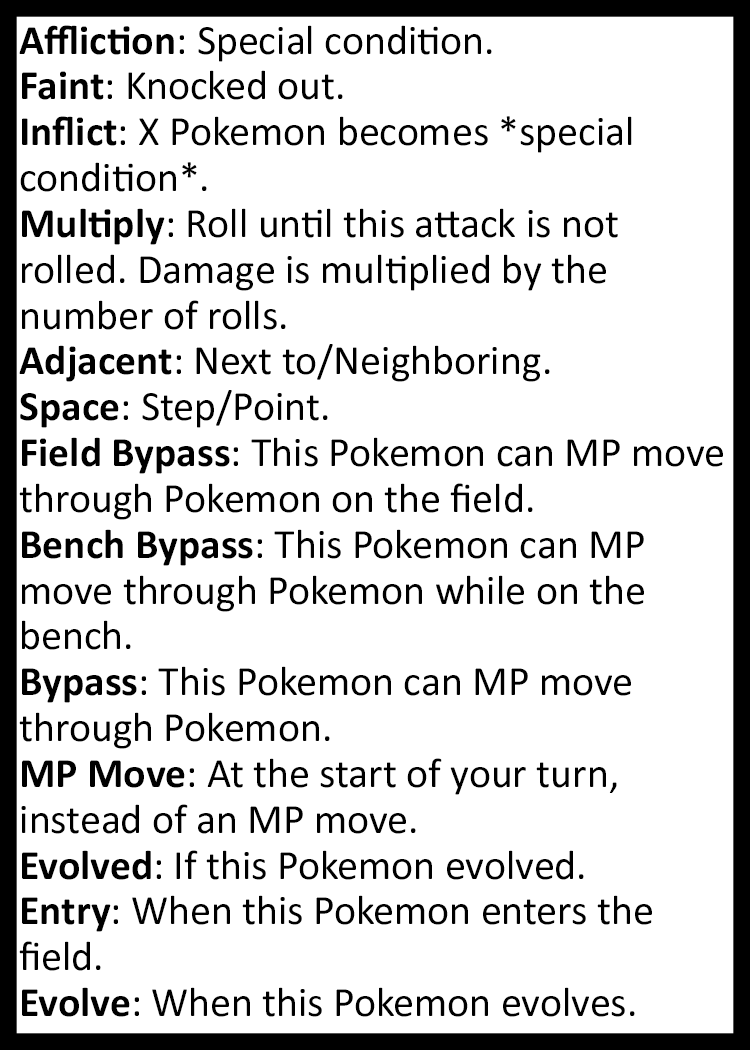 Affliction: Special condition.
Faint: Knocked out.
Inflict: X Pokemon becomes *special
condition*.
Multiply: Roll until this attack is not
rolled. Damage is multiplied by the
number of rolls.
Adjacent: Next to/Neighboring.
Space: Step/Point.
Field Bypass: This Pokemon can MP move
through Pokemon on the field.
Bench Bypass: This Pokemon can MP
move through Pokemon while on the
bench.
Bypass: This Pokemon can MP move
through Pokemon.
MP Move: At the start of your turn,
instead of an MP move.
Evolved: If this Pokemon evolved.
Entry: When this Pokemon enters the
field.
Evolve: When this Pokemon evolves.